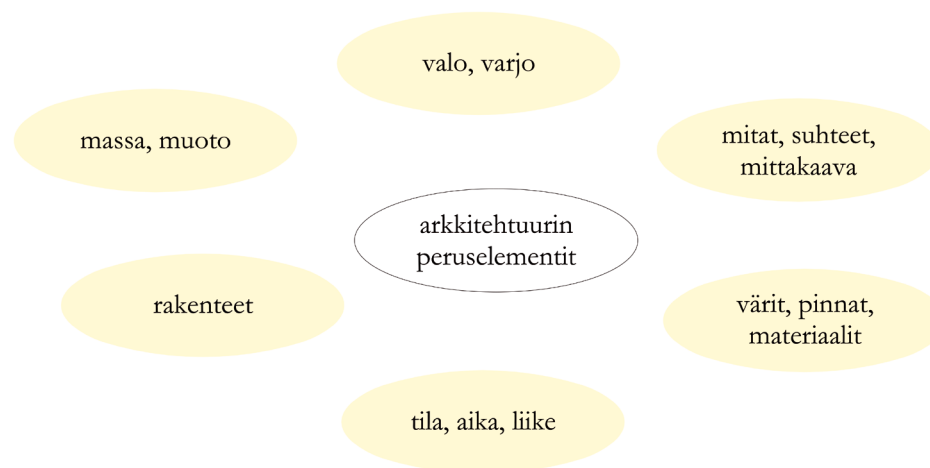 valo, varjo
massa, muoto
mitat, suhteet,
mittakaava
arkkitehtuurin
peruselementit
rakenteet
värit, pinnat,
materiaalit
tila, aika, liike